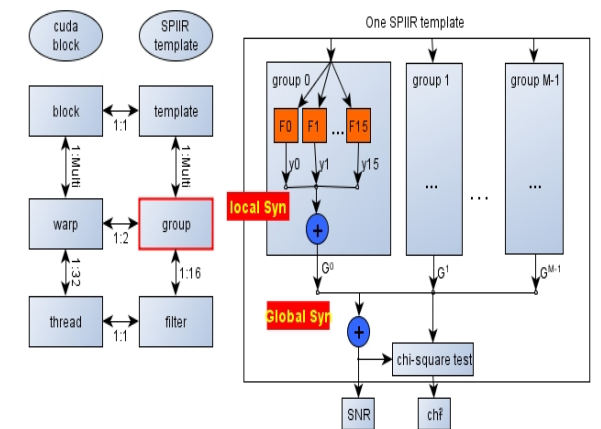 cuda
block
SPIIR
template
block
1:1
template
1:Multi
1:Multi
warp
1:2
group
1:32
1:16
thread
1:1
filter
One SPIIR template
group 0
group 1
group M-1
F0
F1
...
F15
y0
y1
y15
...
...
...
local Syn
+
G0
G1
GM-1
Global Syn
+
chi-square test
SNR
chi2